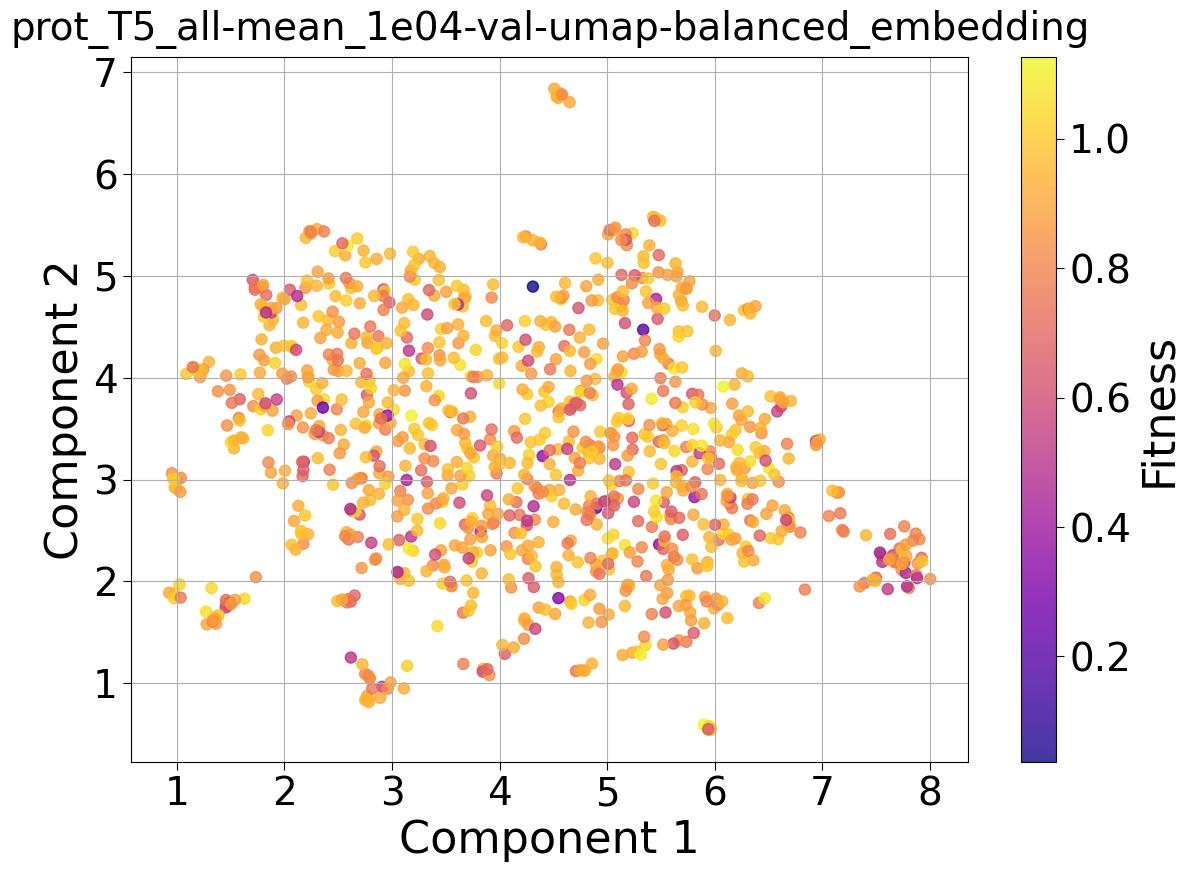 prot_T5_all-mean_1e04-val-umap-balanced_embedding
7
6
5
4
3
2
1
Component 2
1 2 3 4 5 6 7 8
Component 1
1.0
0.8
0.6
0.4
0.2
Fitness